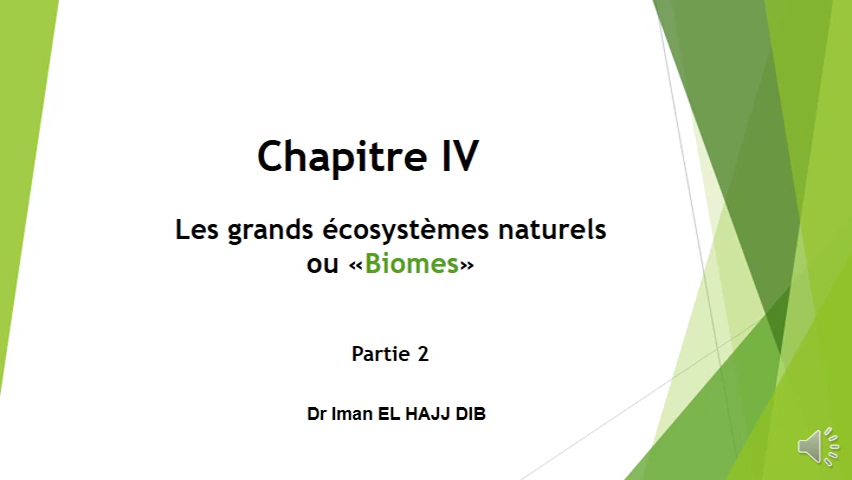 Chapitre IV
Les grands écosystèmes naturels
ou «Biomes»
Partie 2
Dr Iman EL HAJJ DIB